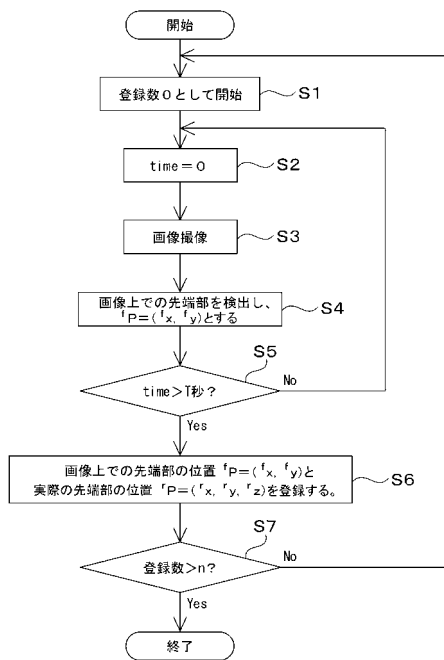 開始
登録数0として開始
S1
time=0
S2
画像撮像
S3
画像上での先端部を検出し、
ᶠP=(ᶠx, ᶠy)とする
S4
time>T秒?
S5
No
Yes
画像上での先端部の位置 ᶠP=(ᶠx, ᶠy)と
実際の先端部の位置 ʳP=(ʳx, ʳy, ʳz)を登録する。
S6
登録数>n?
S7
No
Yes
終了